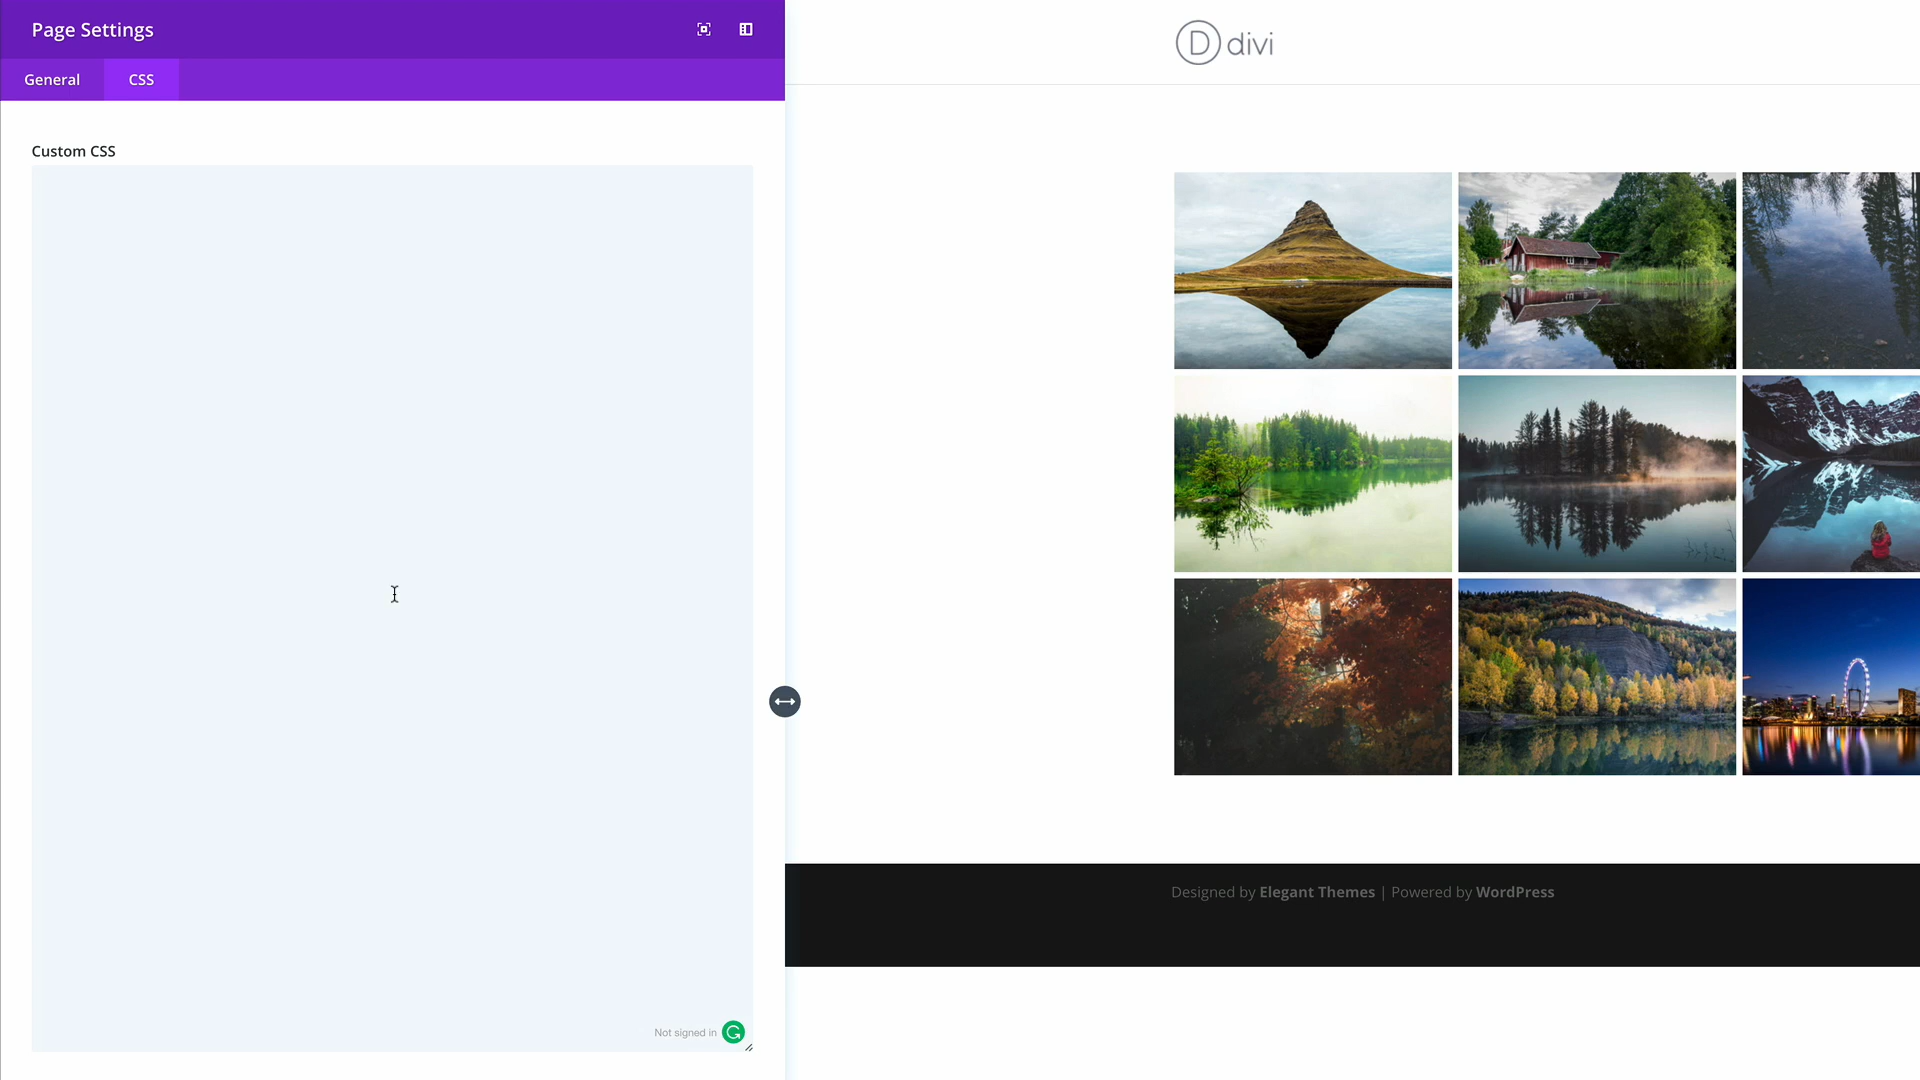 Page Settings
General
CSS
Custom CSS
Not signed in
D divi
Designed by Elegant Themes | Powered by WordPress